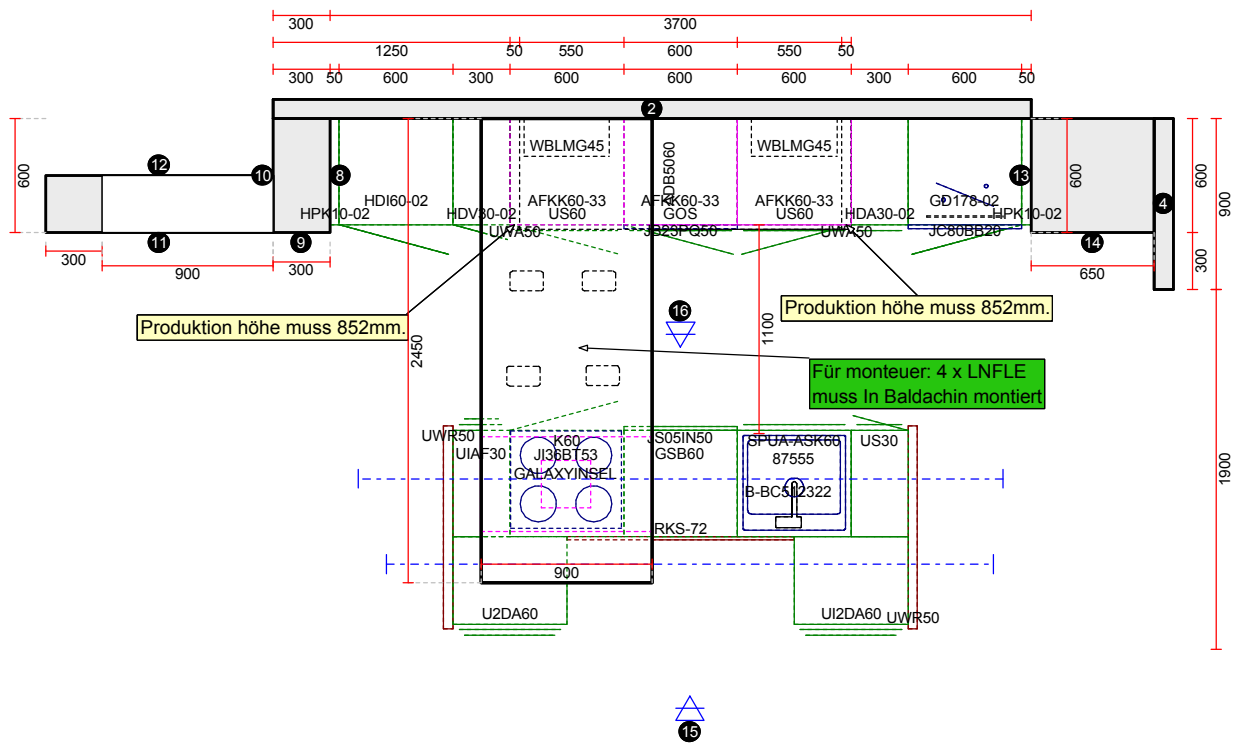 300
3700
1250
50
550
600
550
50
300
50
600
300
600
600
600
300
600
50
2
WBLMG45
WBLMG45
12
10
8
13
4
600
600
600
900
ADB5060
HDI60-02
AFKK60-33
AFKK60-33
AFKK60-33
GD178-02
HPK10-02
HDV30-02
US60
GOS
US60
HDA30-02
HPK10-02
UWA50
JB23PQ50
UWA50
JC80BB20
11
9
14
300
900
300
650
300
16
Produktion höhe muss 852mm.
Produktion höhe muss 852mm.
2450
1100
Für monteuer: 4 x LNFLE
muss In Baldachin montiert
UWR50
K60
JS05IN50
SPUA-ASK60
US30
UIAF30
JI36BT53
GSB60
87555
GALAXYINSEL
B-BC512322
1900
RKS-72
900
U2DA60
UI2DA60
UWR50
15